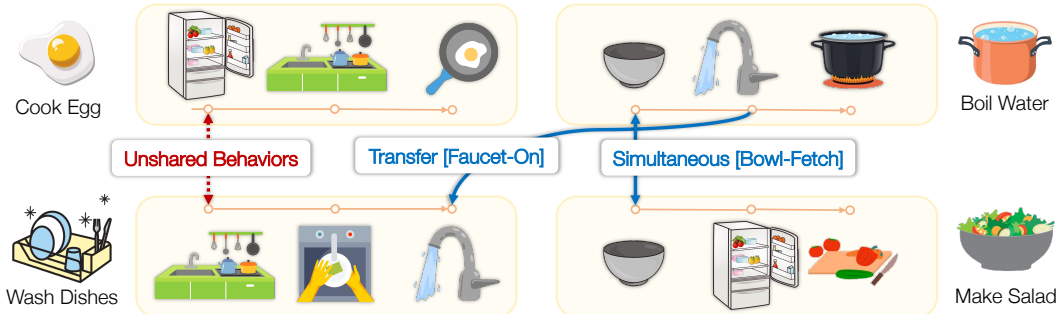 Cook Egg
Boil Water
Unshared Behaviors
Transfer [Faucet-On]
Simultaneous [Bowl-Fetch]
Wash Dishes
Make Salad